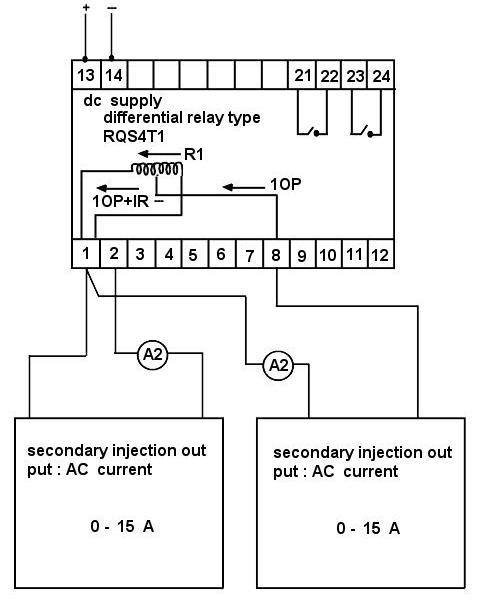 + –
13 14 21 22 23 24
dc supply
differential relay type
RQS4T1
R1
1OP+IR –
1OP
1 2 3 4 5 6 7 8 9 10 11 12
A2
A2
secondary injection out
put : AC current
0 - 15 A
secondary injection out
put : AC current
0 - 15 A